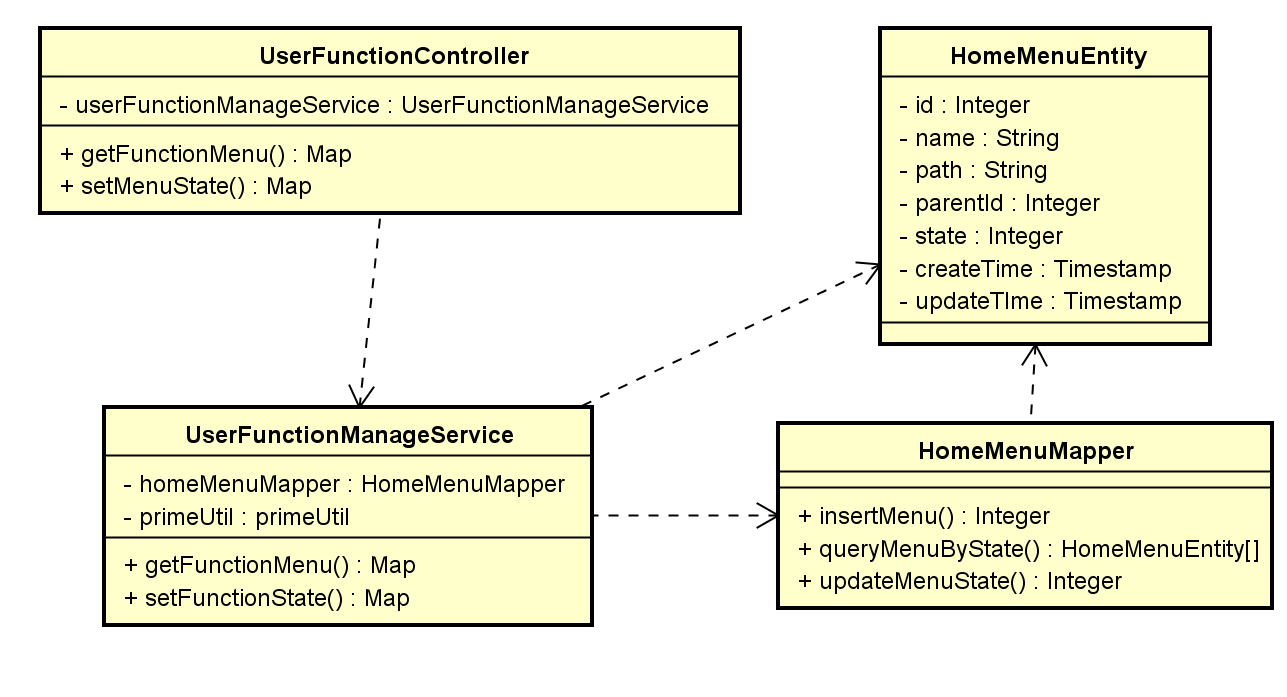 UserFunctionController
- userFunctionManageService : UserFunctionManageService
+ getFunctionMenu() : Map
+ setMenuState() : Map
HomeMenuEntity
- id : Integer
- name : String
- path : String
- parentId : Integer
- state : Integer
- createTime : Timestamp
- updateTIme : Timestamp
UserFunctionManageService
- homeMenuMapper : HomeMenuMapper
- primeUtil : primeUtil
+ getFunctionMenu() : Map
+ setFunctionState() : Map
HomeMenuMapper
+ insertMenu() : Integer
+ queryMenuByState() : HomeMenuEntity[]
+ updateMenuState() : Integer